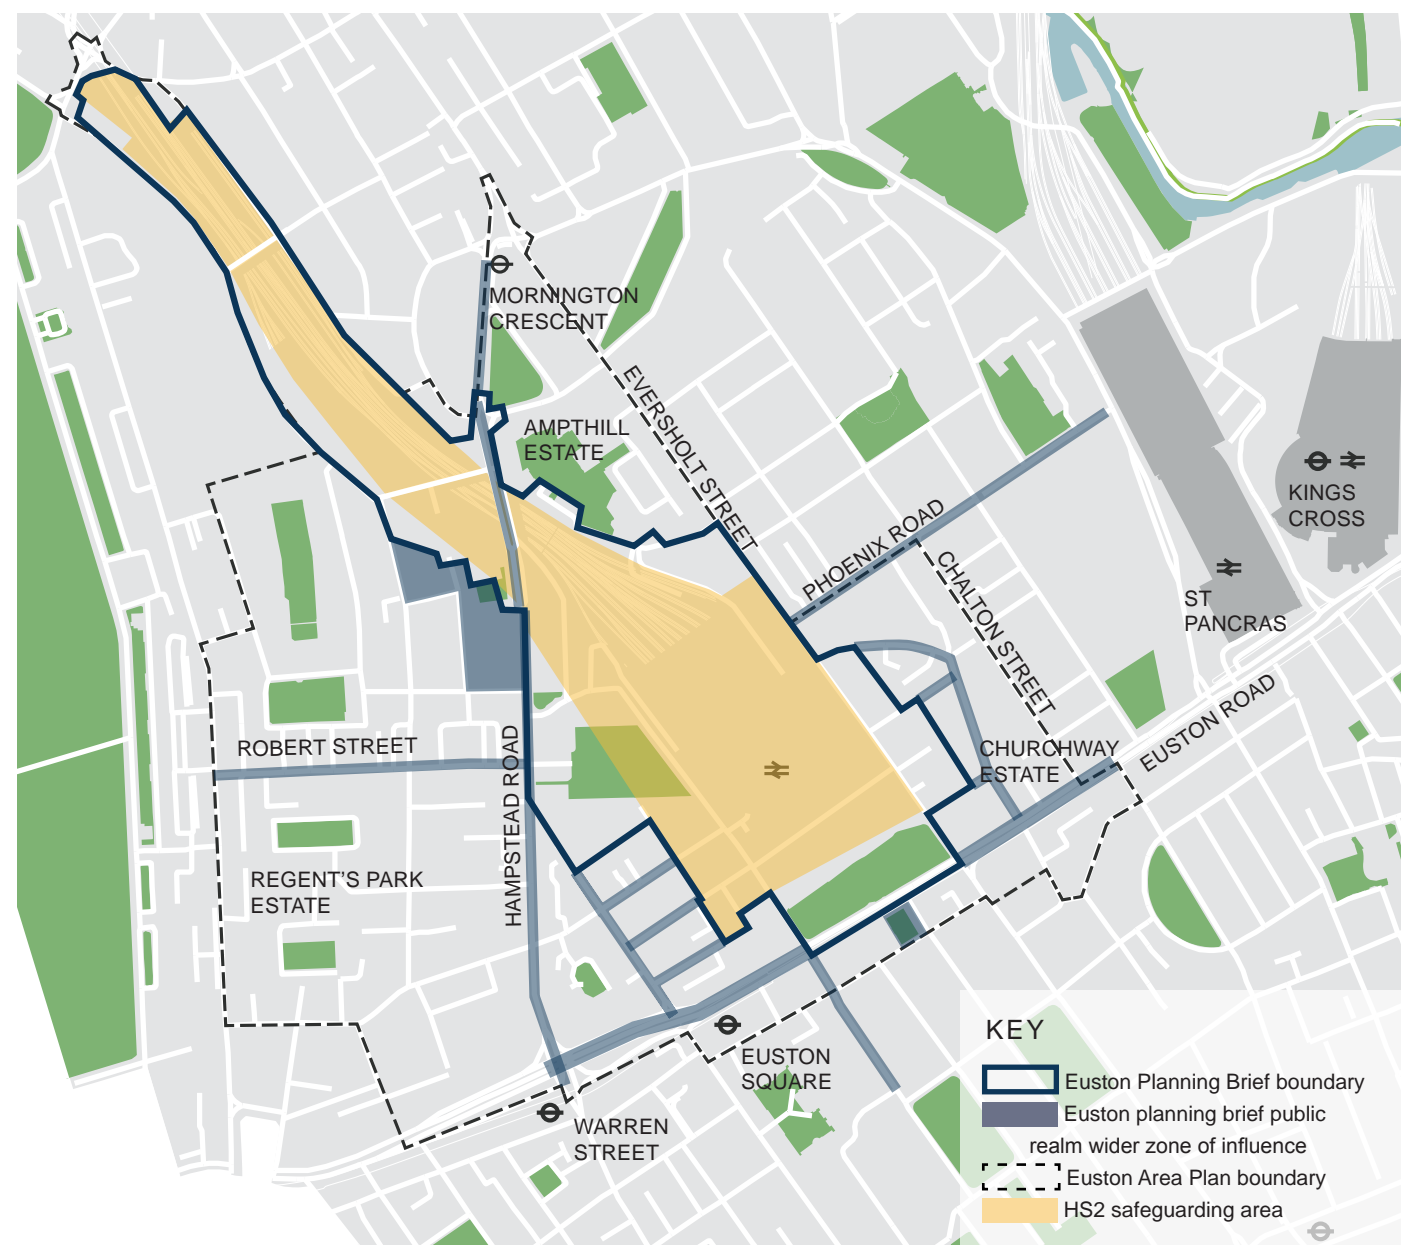 MORNINGTON
CRESCENT
EVERSHOLT STREET
AMPTHILL
ESTATE
KINGS
CROSS
PHOENIX ROAD
CHALTON STREET
ST
PANCRAS
EUSTON ROAD
ROBERT STREET
HAMPSTEAD ROAD
CHURCHWAY
ESTATE
REGENT'S PARK
ESTATE
EUSTON
SQUARE
WARREN
STREET
KEY
Euston Planning Brief boundary
Euston planning brief public
realm wider zone of influence
Euston Area Plan boundary
HS2 safeguarding area